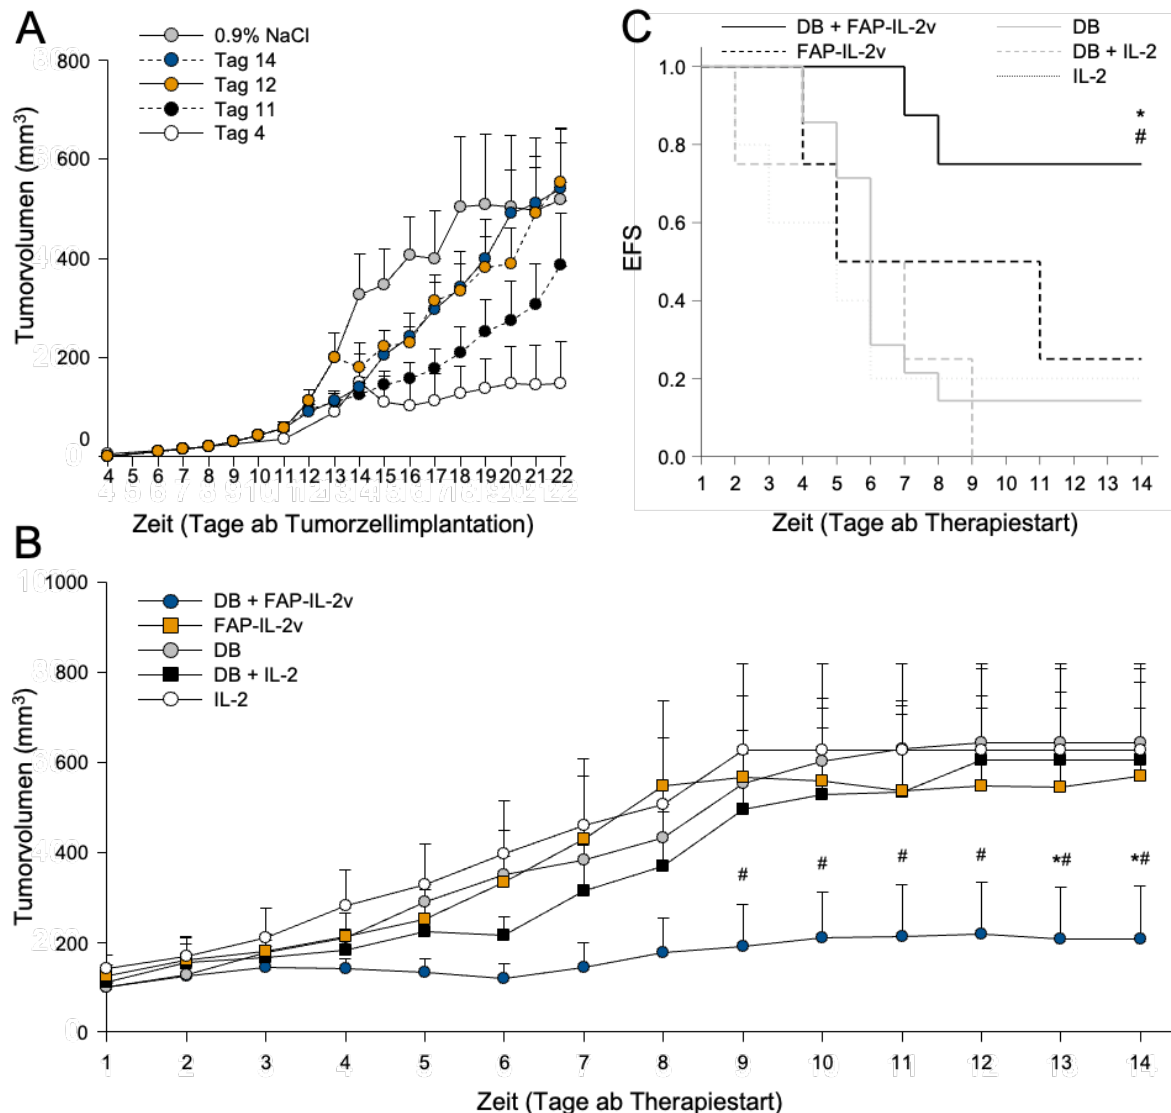 A
0.9% NaCl
Tag 14
Tag 12
Tag 11
Tag 4
800
600
400
200
0
Tumorvolumen (mm³)
4 5 6 7 8 9 10 11 12 13 14 15 16 17 18 19 20 21 22
Zeit (Tage ab Tumorzellimplantation)
C
DB + FAP-IL-2v
FAP-IL-2v
DB
DB + IL-2
IL-2
*
#
1.0
0.8
0.6
0.4
0.2
0.0
EFS
1 2 3 4 5 6 7 8 9 10 11 12 13 14
Zeit (Tage ab Therapiestart)
B
DB + FAP-IL-2v
FAP-IL-2v
DB
DB + IL-2
IL-2
1000
800
600
400
200
0
Tumorvolumen (mm³)
# # # # *# *#
1 2 3 4 5 6 7 8 9 10 11 12 13 14
Zeit (Tage ab Therapiestart)